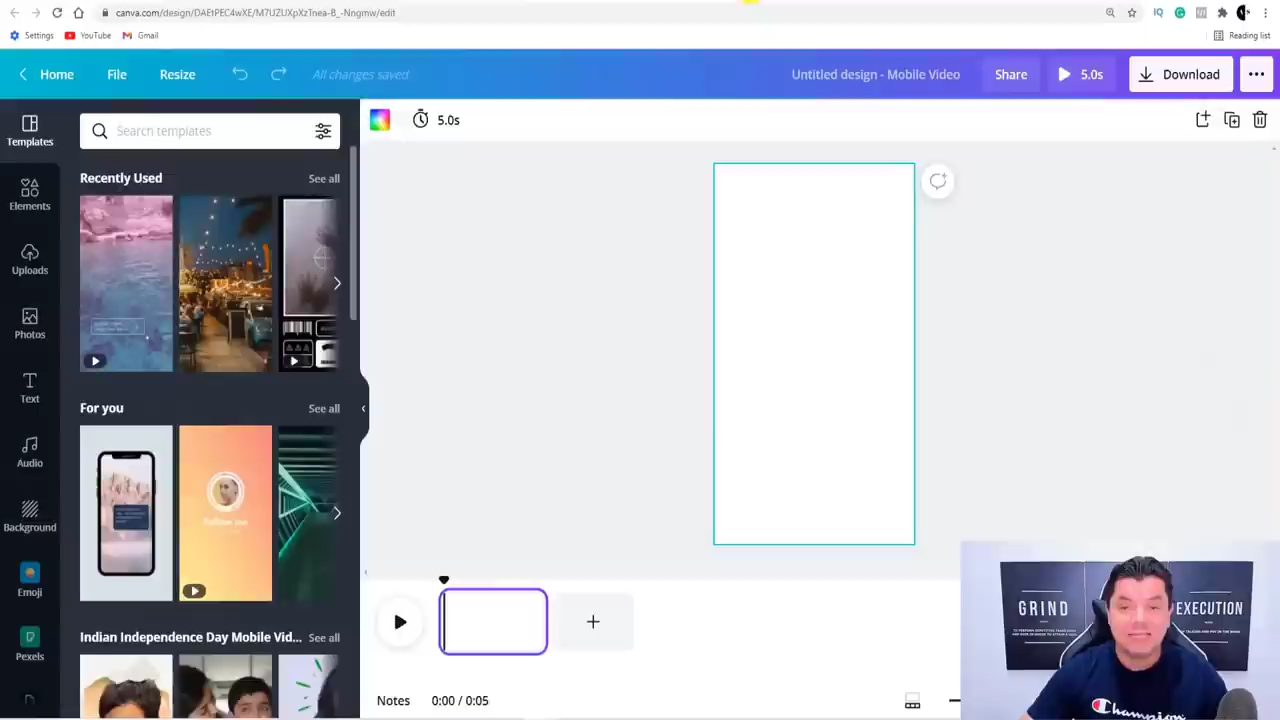 canva.com/design/DAEtPEC4wXE/M7UZUXpXzTnea-B_-Nngmw/edit
Settings
YouTube
Gmail
Reading list
Home
File
Resize
All changes saved
Untitled design - Mobile Video
Share
5.0s
Download
Templates
Elements
Uploads
Photos
Text
Audio
Background
Emoji
Pexels
Search templates
Recently Used
See all
For you
See all
Follow you
Indian Independence Day Mobile Vid...
See all
5.0s
Notes
0:00 / 0:05
GRIND
EXECUTION
Champion